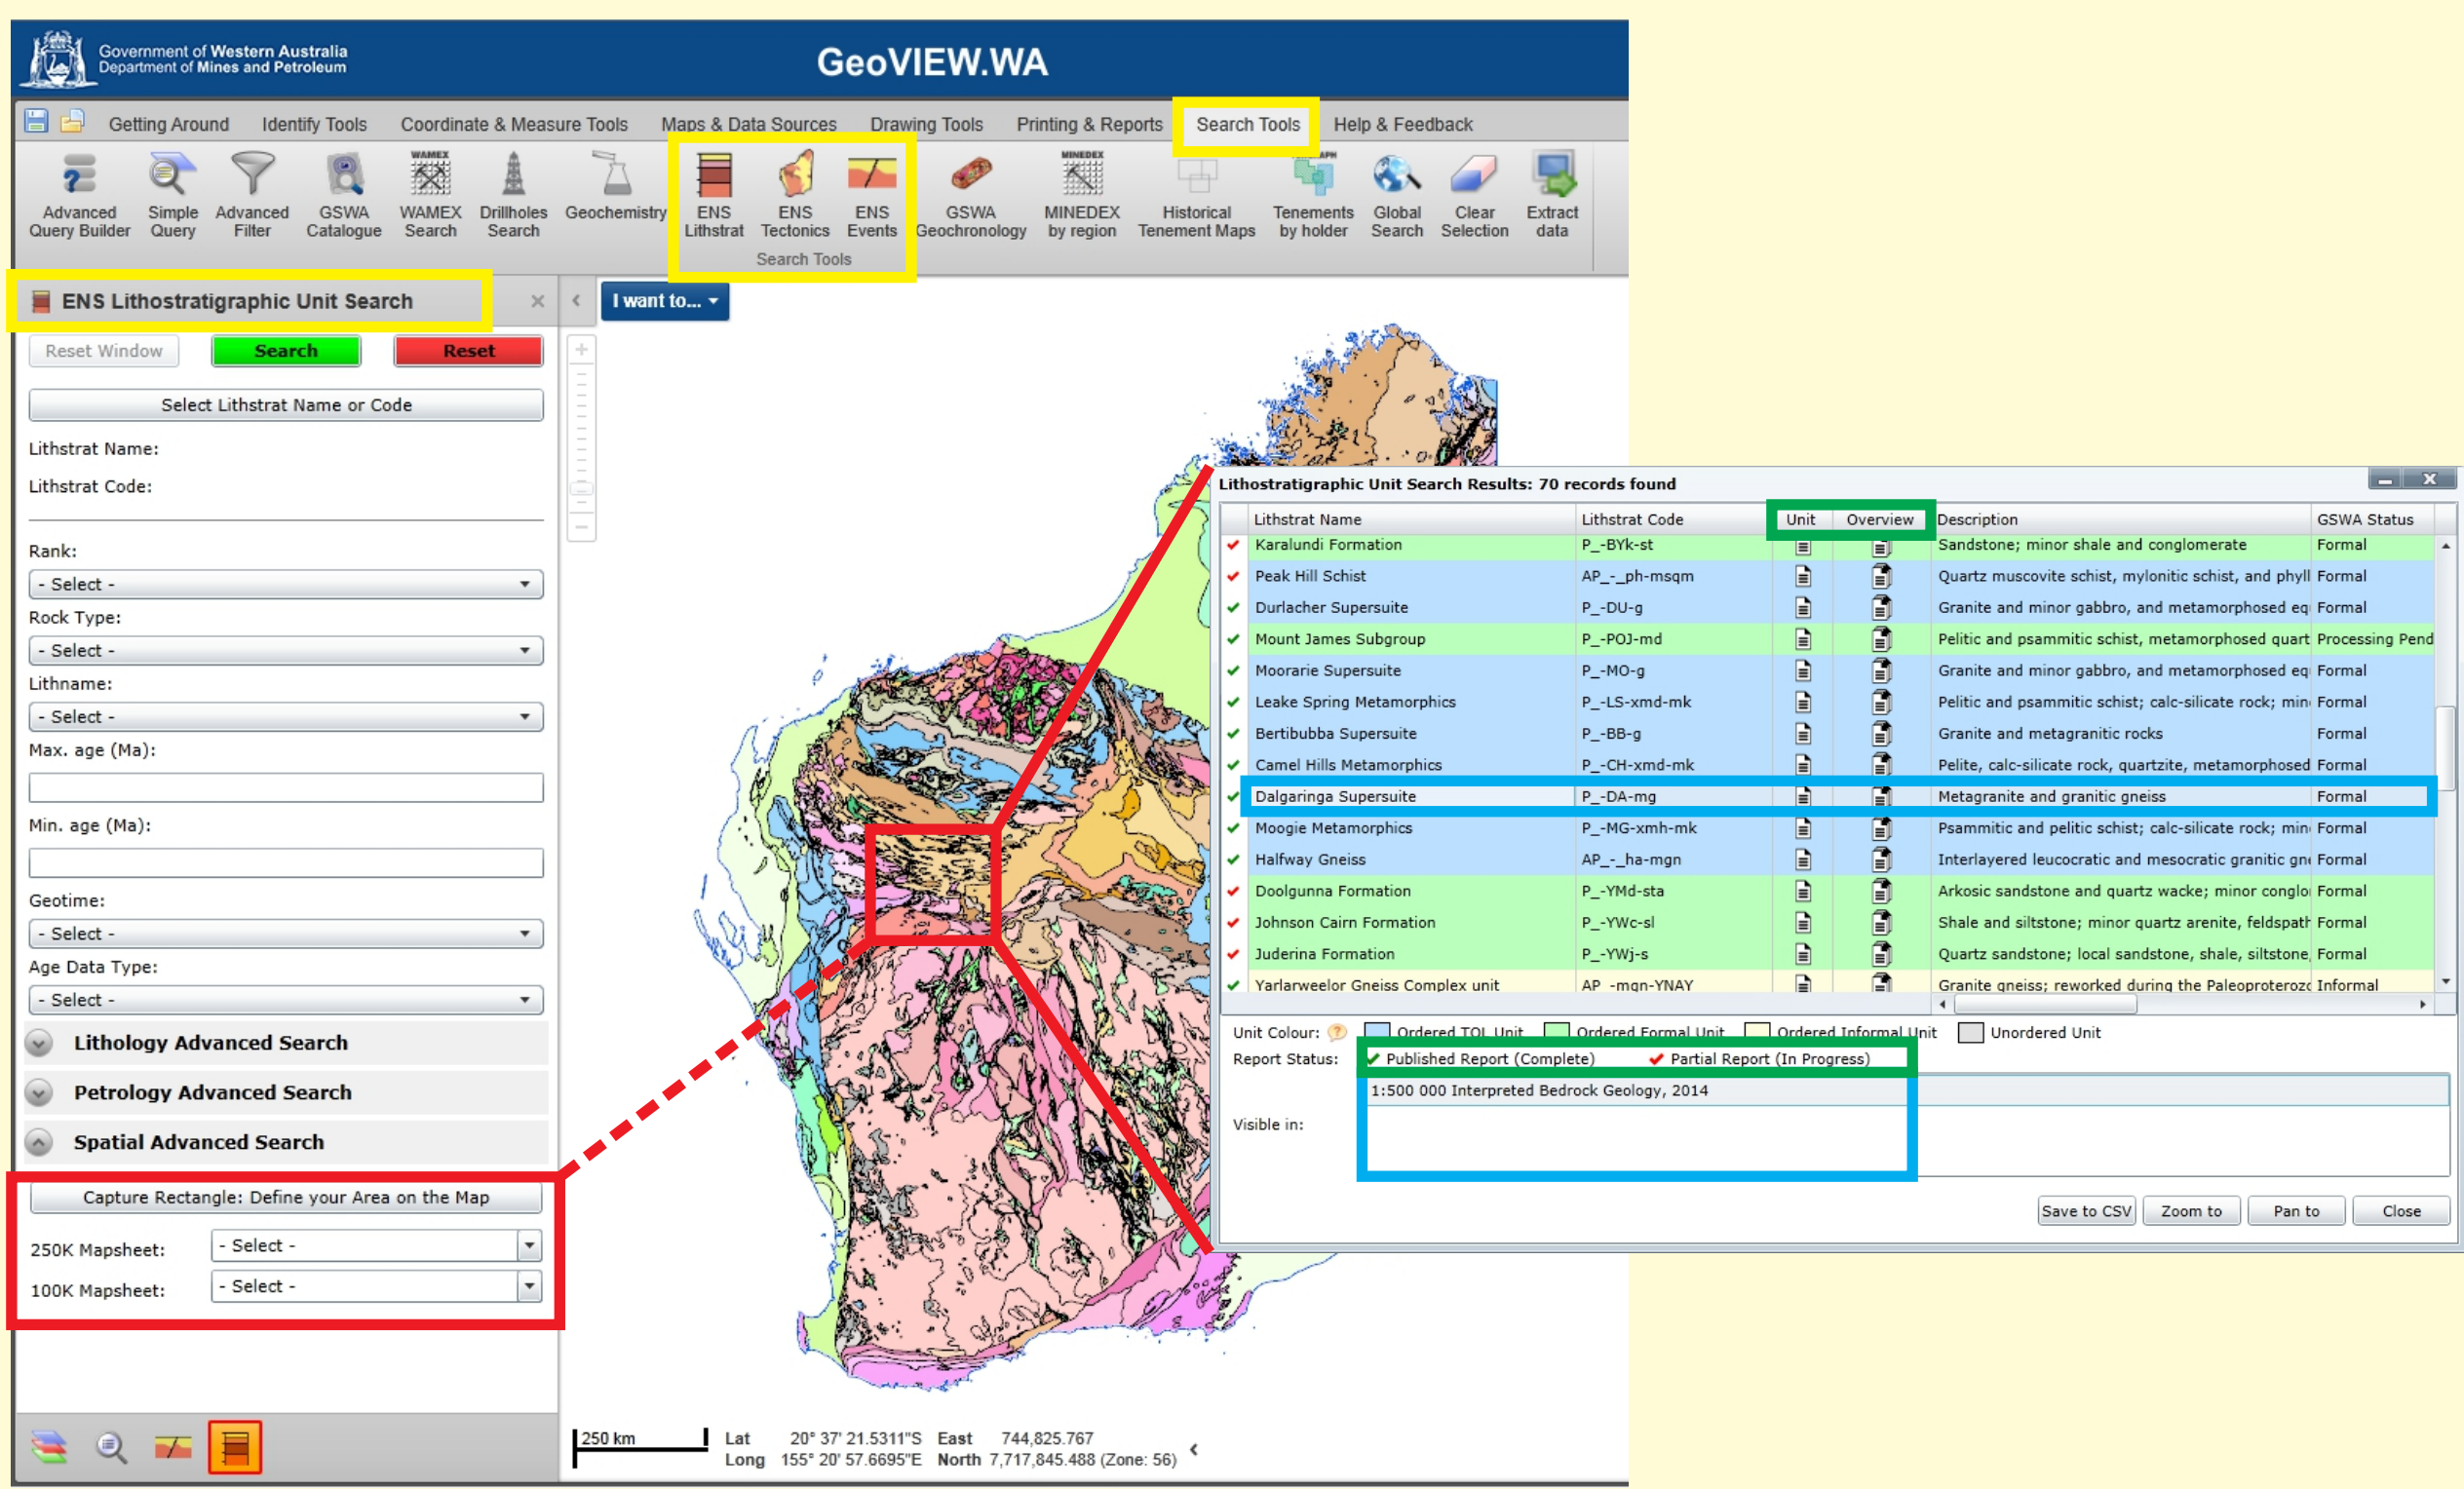 Government of Western Australia
Department of Mines and Petroleum
GeoVIEW.WA
Getting Around Identify Tools Coordinate & Measure Tools Maps & Data Sources Drawing Tools Printing & Reports Search Tools Help & Feedback
WAMEX MINEDEX
Advanced Query Builder
Simple Query
Advanced Filter
GSWA Catalogue
WAMEX Search
Drillholes Search
Geochemistry
ENS Lithstrat
ENS Tectonics
ENS Events
GSWA Geochronology
MINEDEX by region
Historical Tenement Maps
Tenements by holder
Global Search
Clear Selection
Extract data
Search Tools
ENS Lithostratigraphic Unit Search
I want to...
Reset Window Search Reset
Select Lithstrat Name or Code
Lithstrat Name:
Lithstrat Code:
Rank:
- Select -
Rock Type:
- Select -
Lithname:
- Select -
Max. age (Ma):
Min. age (Ma):
Geotime:
- Select -
Age Data Type:
- Select -
Lithology Advanced Search
Petrology Advanced Search
Spatial Advanced Search
Capture Rectangle: Define your Area on the Map
250K Mapsheet: - Select -
100K Mapsheet: - Select -
250 km
Lat 20° 37' 21.5311"S East 744,825.767
Long 155° 20' 57.6695"E North 7,717,845.488 (Zone: 56)
Lithostratigraphic Unit Search Results: 70 records found
Lithstrat Name Lithstrat Code Unit Overview Description GSWA Status
Karalundi Formation P_-BYk-st Sandstone; minor shale and conglomerate Formal
Peak Hill Schist AP_-_ph-msqm Quartz muscovite schist, mylonitic schist, and phyll Formal
Durlacher Supersuite P_-DU-g Granite and minor gabbro, and metamorphosed eq Formal
Mount James Subgroup P_-POJ-md Pelitic and psammitic schist, metamorphosed quart Processing Pend
Moorarie Supersuite P_-MO-g Granite and minor gabbro, and metamorphosed eq Formal
Leake Spring Metamorphics P_-LS-xmd-mk Pelitic and psammitic schist; calc-silicate rock; min Formal
Bertibubba Supersuite P_-BB-g Granite and metagranitic rocks Formal
Camel Hills Metamorphics P_-CH-xmd-mk Pelite, calc-silicate rock, quartzite, metamorphosed Formal
Dalgaringa Supersuite P_-DA-mg Metagranite and granitic gneiss Formal
Moogie Metamorphics P_-MG-xmh-mk Psammitic and pelitic schist; calc-silicate rock; min Formal
Halfway Gneiss AP_-_ha-mgn Interlayered leucocratic and mesocratic granitic gn Formal
Doolgunna Formation P_-YMd-sta Arkosic sandstone and quartz wacke; minor conglo Formal
Johnson Cairn Formation P_-YWc-sl Shale and siltstone; minor quartz arenite, feldspath Formal
Juderina Formation P_-YWj-s Quartz sandstone; local sandstone, shale, siltstone, Formal
Yarlarweelor Gneiss Complex unit AP_-mgn-YNAY Granite gneiss; reworked during the Paleoproterozo Informal
Unit Colour: Ordered TOL Unit Ordered Formal Unit Ordered Informal Unit Unordered Unit
Report Status: Published Report (Complete) Partial Report (In Progress)
1:500 000 Interpreted Bedrock Geology, 2014
Visible in:
Save to CSV Zoom to Pan to Close